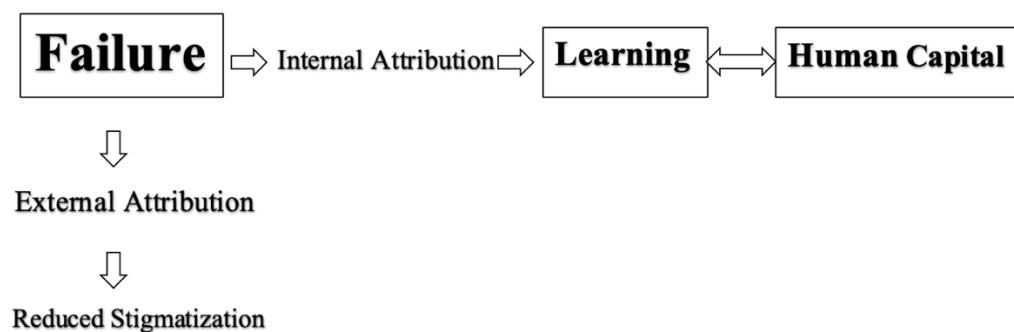 Failure
Internal Attribution
Learning
Human Capital
External Attribution
Reduced Stigmatization